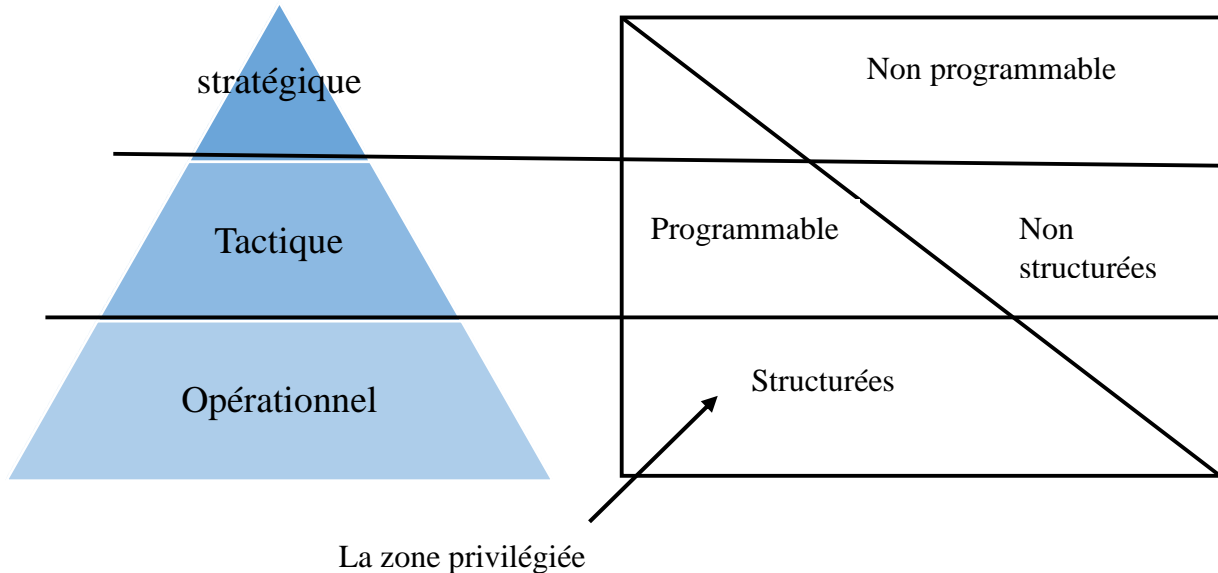 stratégique
Non programmable
Tactique
Programmable
Non
structurées
Opérationnel
Structurées
La zone privilégiée